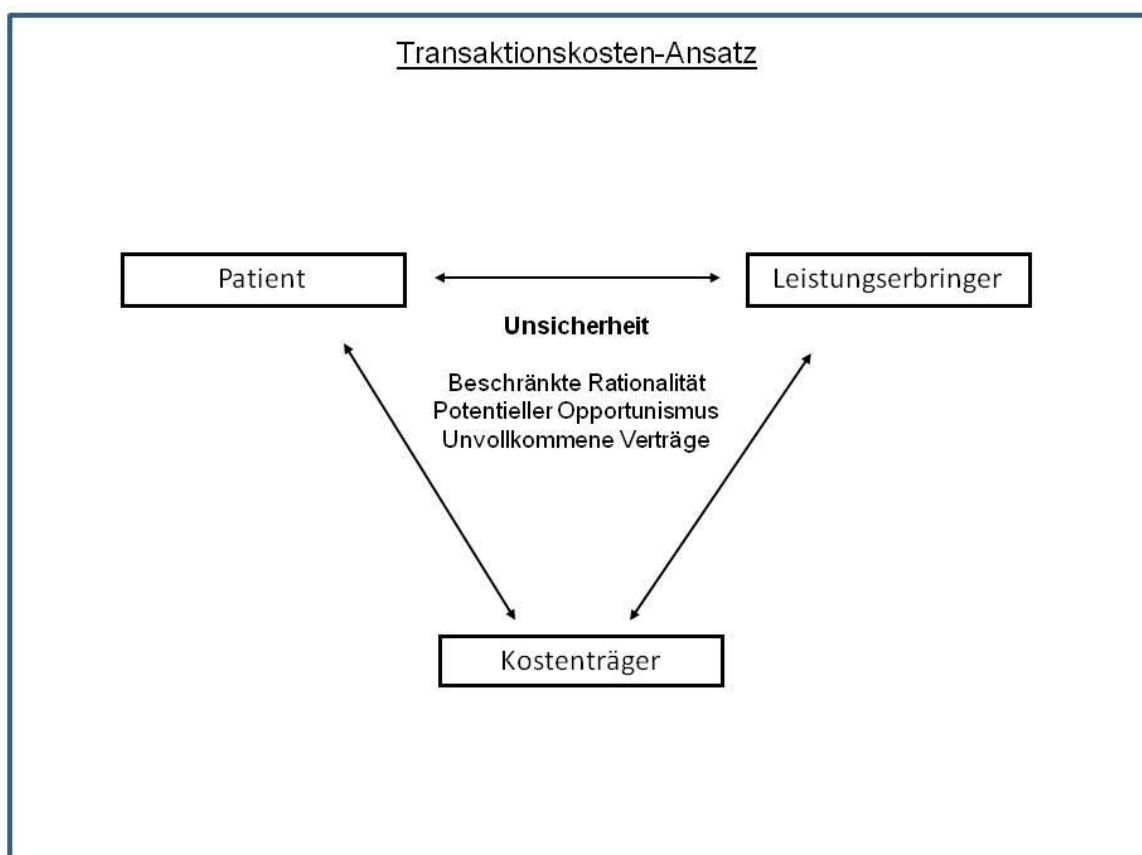 Transaktionskosten-Ansatz
Patient
Leistungserbringer
Unsicherheit
Beschränkte Rationalität
Potentieller Opportunismus
Unvollkommene Verträge
Kostenträger